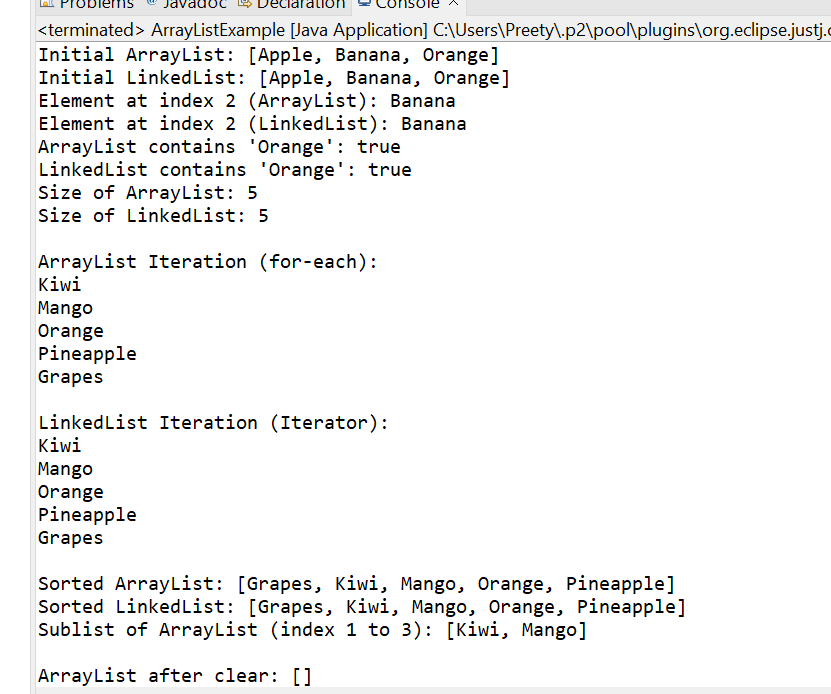 Problems Javadoc Declaration Console
<terminated> ArrayListExample [Java Application] C:\Users\Preety\.p2\pool\plugins\org.eclipse.justj.
Initial ArrayList: [Apple, Banana, Orange]
Initial LinkedList: [Apple, Banana, Orange]
Element at index 2 (ArrayList): Banana
Element at index 2 (LinkedList): Banana
ArrayList contains 'Orange': true
LinkedList contains 'Orange': true
Size of ArrayList: 5
Size of LinkedList: 5
ArrayList Iteration (for-each):
Kiwi
Mango
Orange
Pineapple
Grapes
LinkedList Iteration (Iterator):
Kiwi
Mango
Orange
Pineapple
Grapes
Sorted ArrayList: [Grapes, Kiwi, Mango, Orange, Pineapple]
Sorted LinkedList: [Grapes, Kiwi, Mango, Orange, Pineapple]
Sublist of ArrayList (index 1 to 3): [Kiwi, Mango]
ArrayList after clear: []